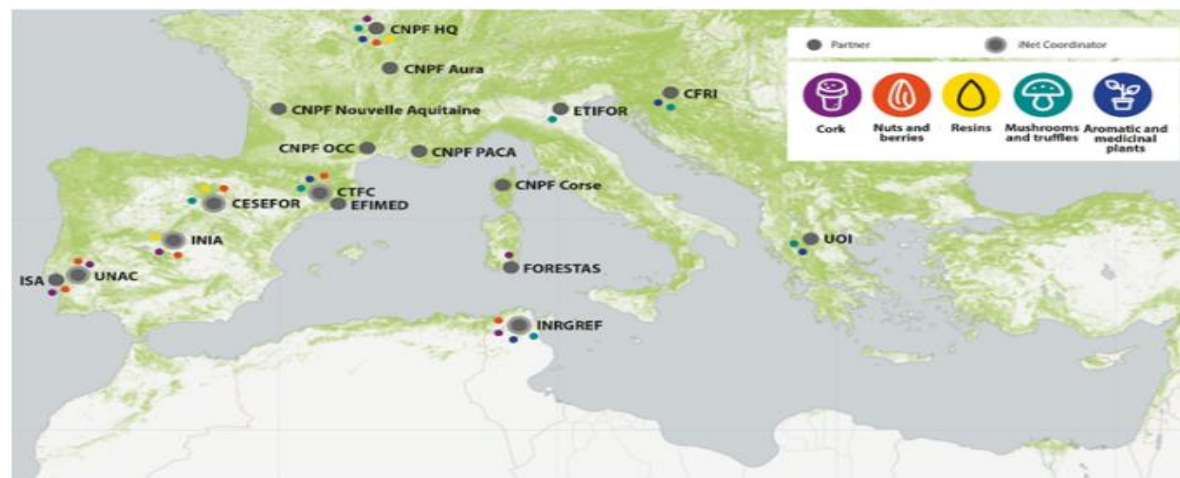 CNPF HQ
Partner
iNet Coordinator
CNPF Aura
CFRI
CNPF Nouvelle Aquitaine
ETIFOR
Cork
Nuts and
berries
Resins
Mushrooms
and truffles
Aromatic and
medicinal
plants
CNPF OCC
CNPF PACA
CNPF Corse
CTFC
CESEFOR
EFIMED
INIA
UOI
ISA
UNAC
FORESTAS
INRGREF